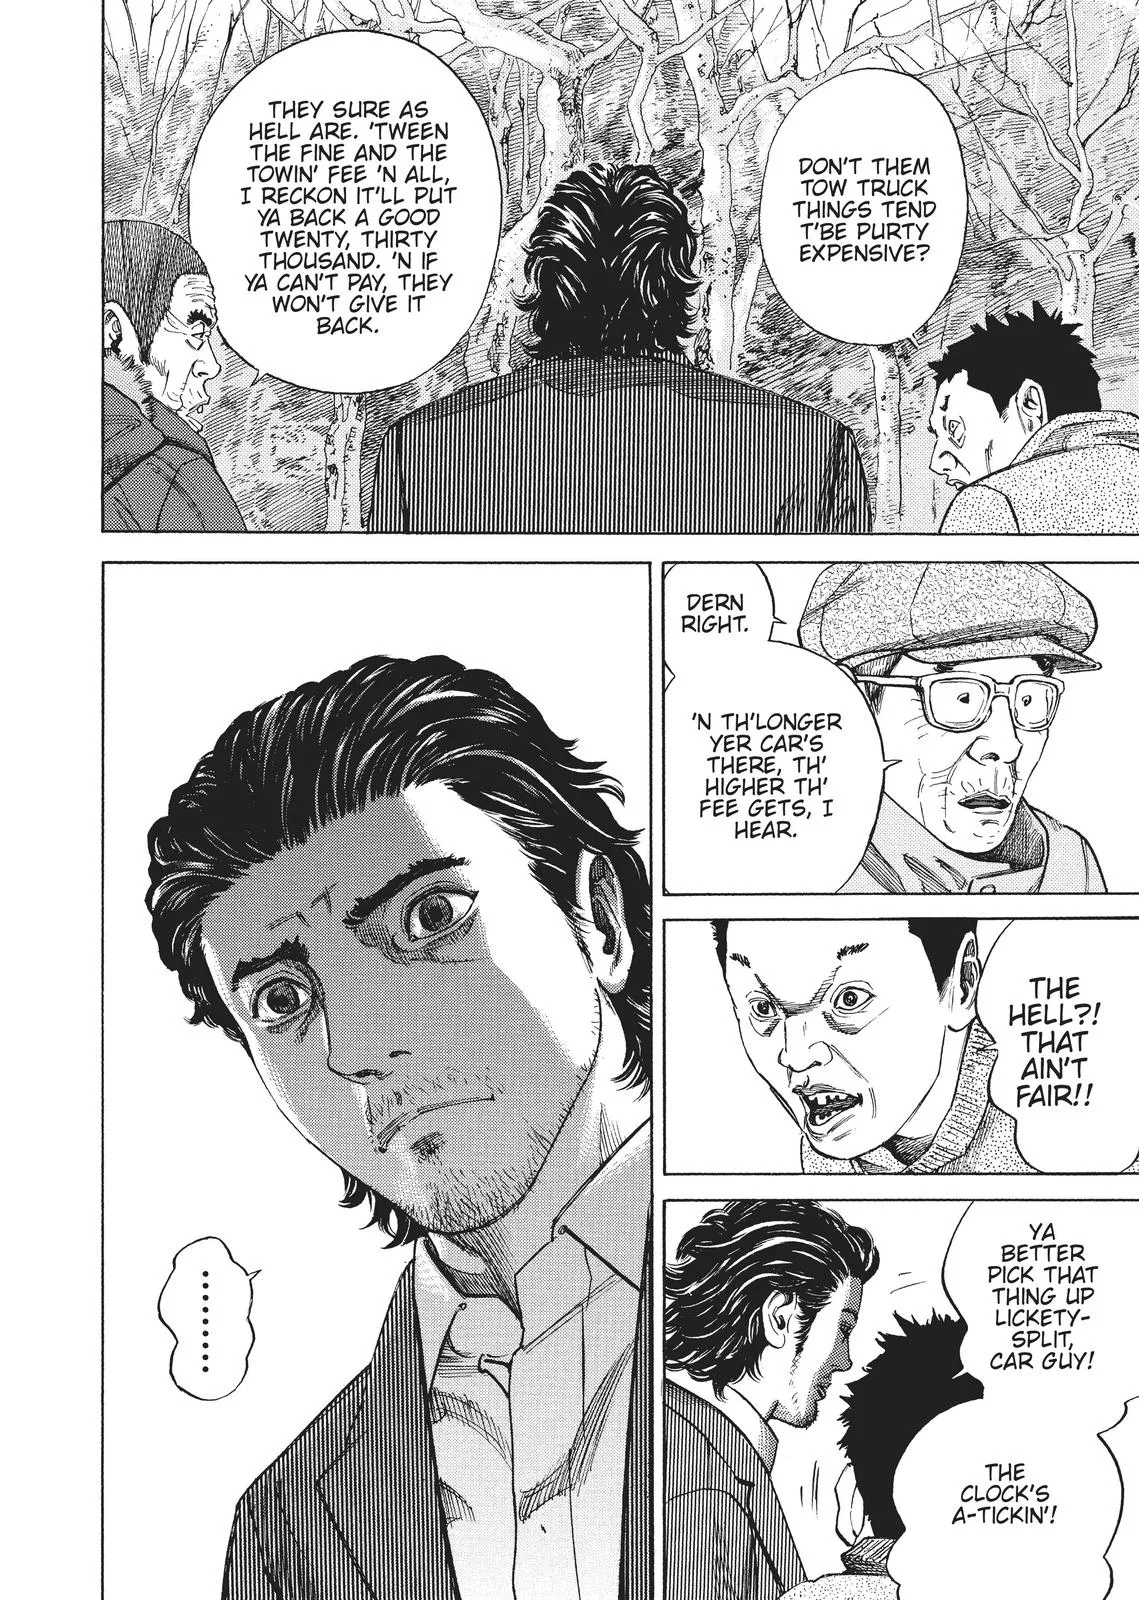 DON'T THEM
TOW TRUCK
THINGS TEND
T'BE PURTY
EXPENSIVE?
THEY SURE AS
HELL ARE. 'TWEEN
THE FINE AND THE
TOWIN' FEE 'N ALL,
I RECKON IT'LL PUT
YA BACK A GOOD
TWENTY, THIRTY
THOUSAND. 'N IF
YA CAN'T PAY, THEY
WON'T GIVE IT
BACK.
DERN
RIGHT.
'N TH'LONGER
YER CAR'S
THERE, TH'
HIGHER TH'
FEE GETS, I
HEAR.
THE
HELL?!
THAT
AIN'T
FAIR!!
YA
BETTER
PICK THAT
THING UP
LICKETY-
SPLIT,
CAR GUY!
THE
CLOCK'S
A-TICKIN'!
........